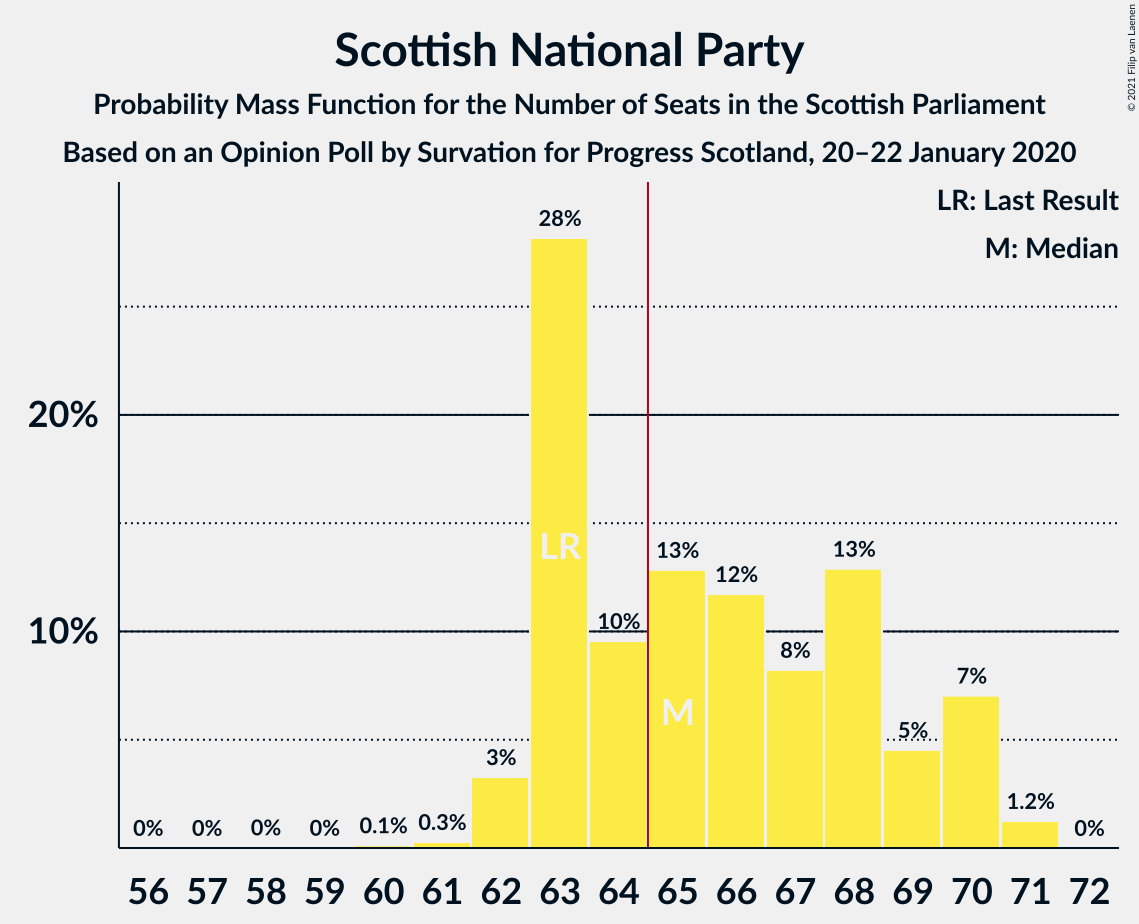 Scottish National Party
Probability Mass Function for the Number of Seats in the Scottish Parliament
Based on an Opinion Poll by Survation for Progress Scotland, 20–22 January 2020
© 2021 Filip van Laenen
LR: Last Result
M: Median
28%
20%
LR
13%
13%
12%
10%
10%
8%
7%
M
5%
3%
1.2%
0.3%
0.1%
0% 0% 0% 0% 0%
56 57 58 59 60 61 62 63 64 65 66 67 68 69 70 71 72